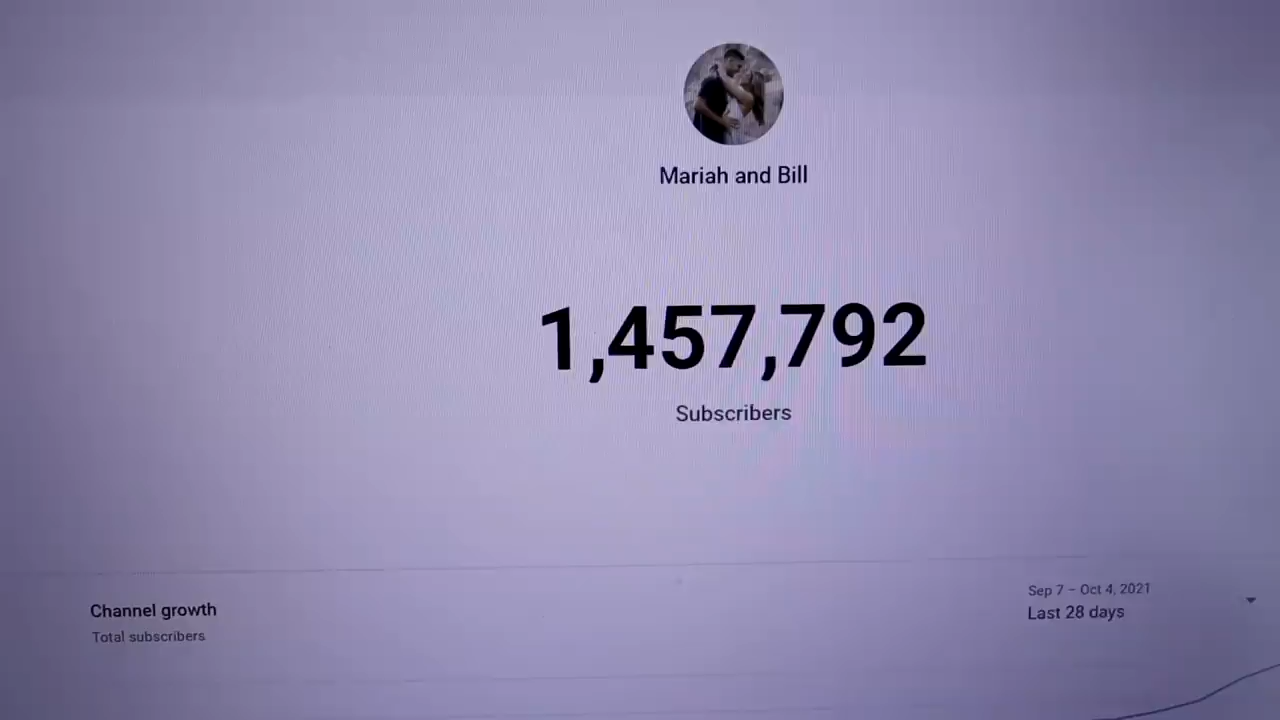 Mariah and Bill
1,457,792
Subscribers
Channel growth
Total subscribers
Sep 7 – Oct 4, 2021
Last 28 days